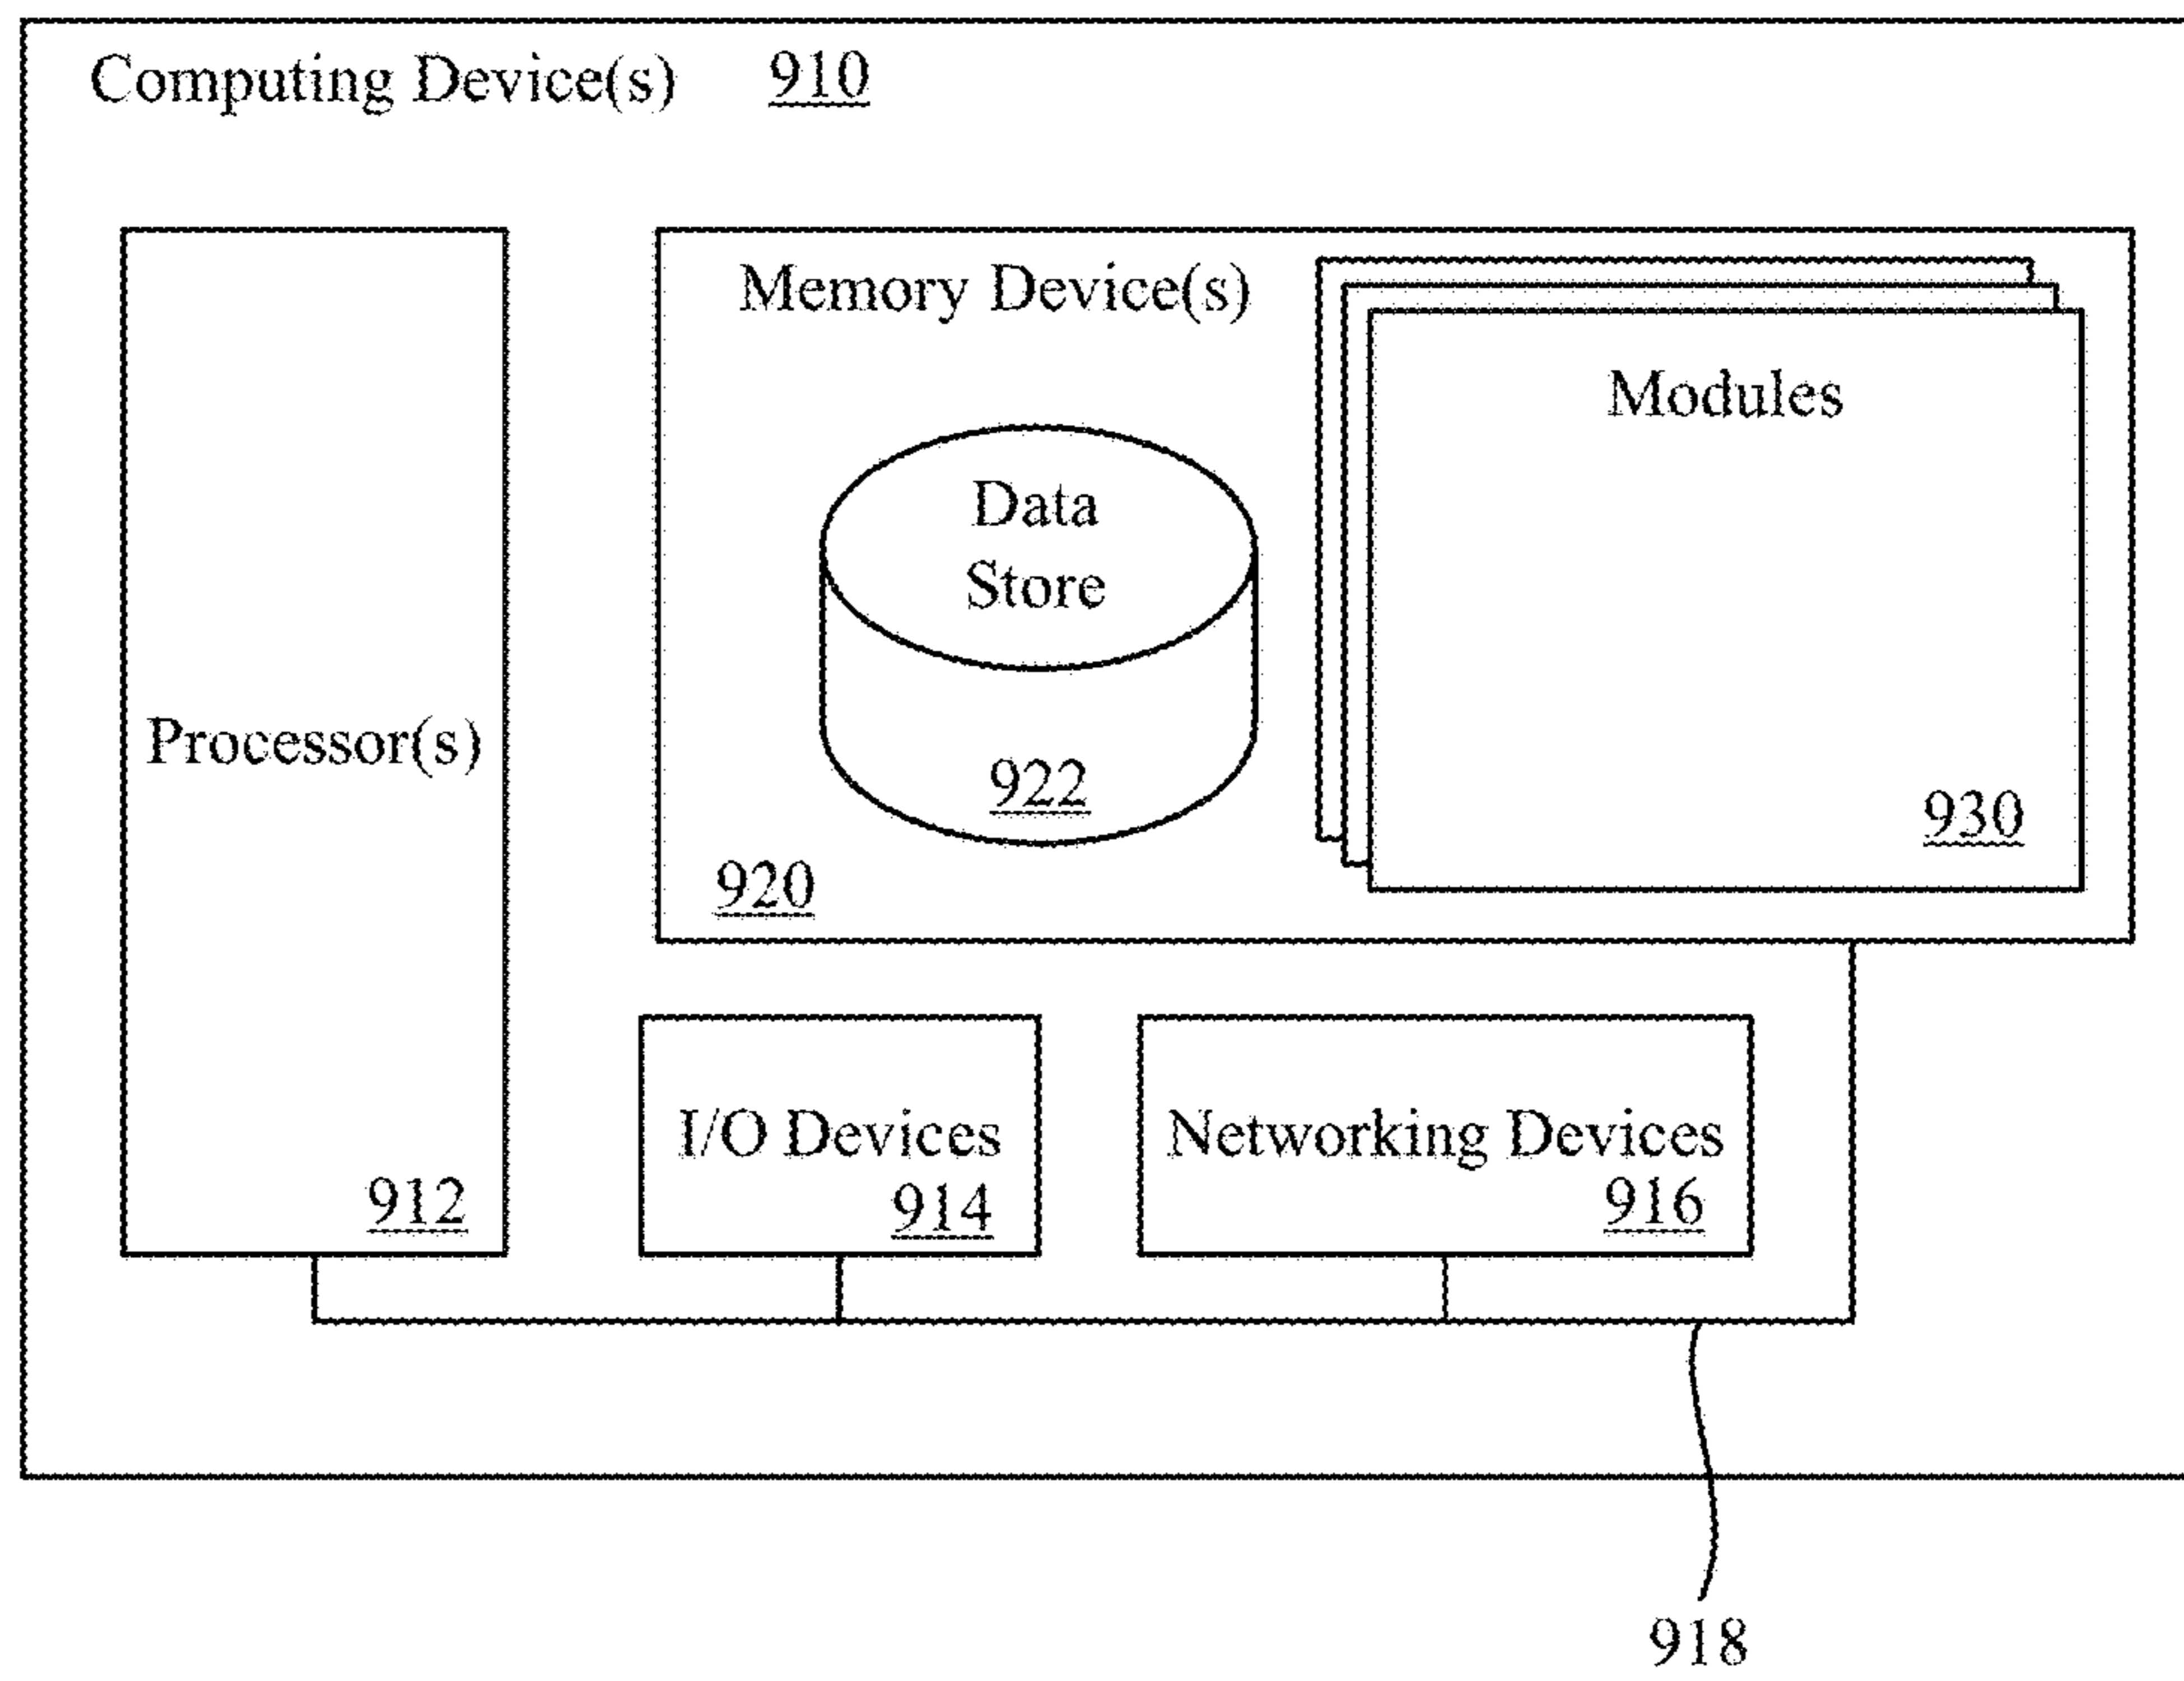 Computing Device(s) 910
Memory Device(s)
Modules
Data
Store
Processor(s)
922
930
920
I/O Devices
Networking Devices
912
914
916
918